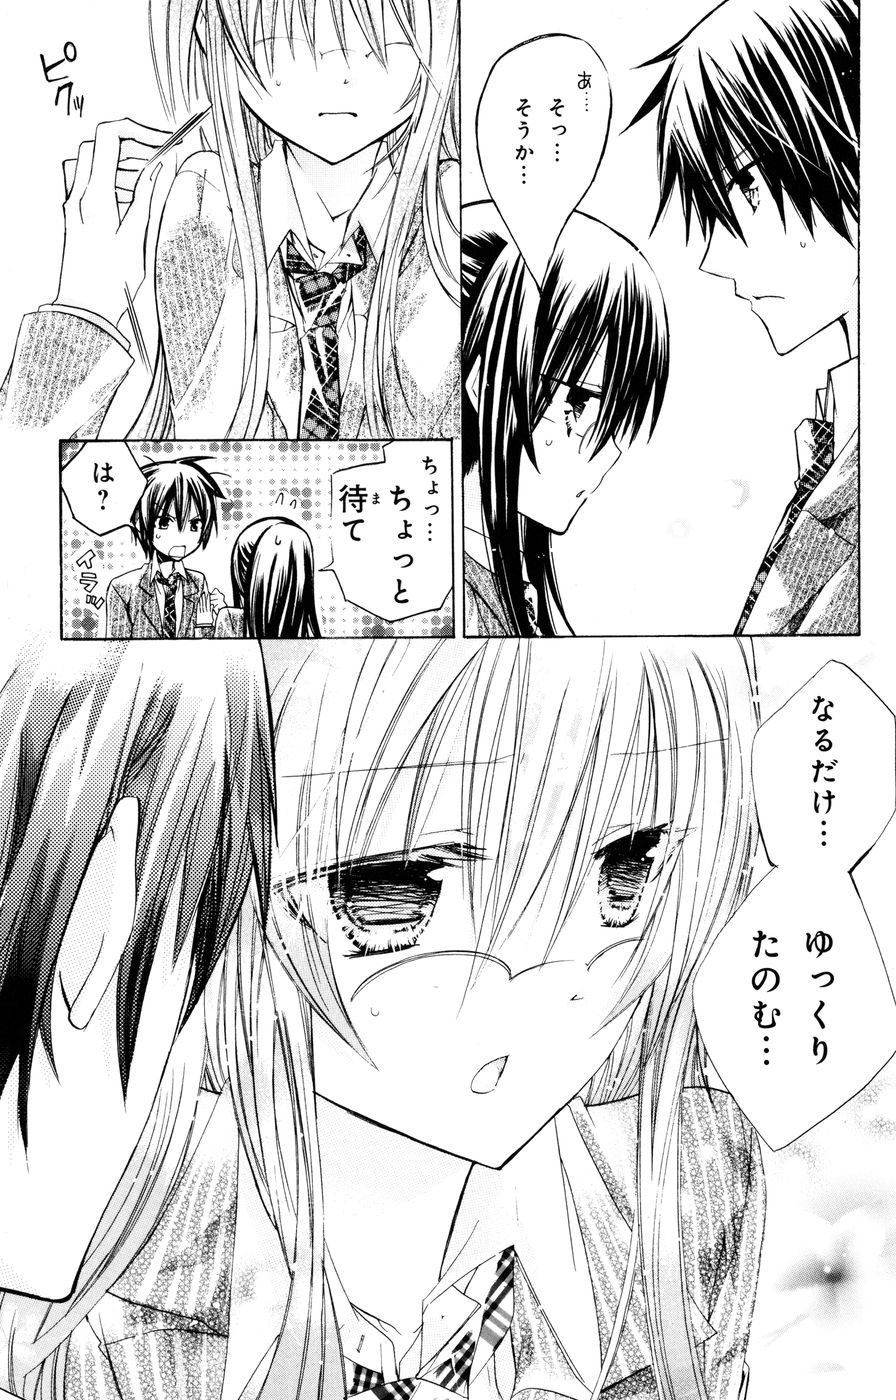 あ……
そっ…
そうか…
ピクッ
ちょっ…
ちょっと
待て
ま
は?
イラッ
なるだけ…
ゆっくり
たのむ…